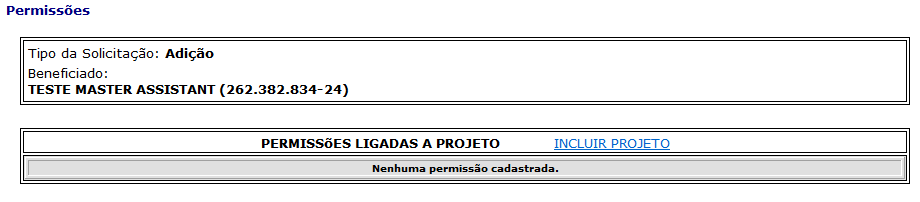 Permissões
Tipo da Solicitação: Adição
Beneficiado:
TESTE MASTER ASSISTANT (262.382.834-24)
PERMISSõES LIGADAS A PROJETO INCLUIR PROJETO
Nenhuma permissão cadastrada.